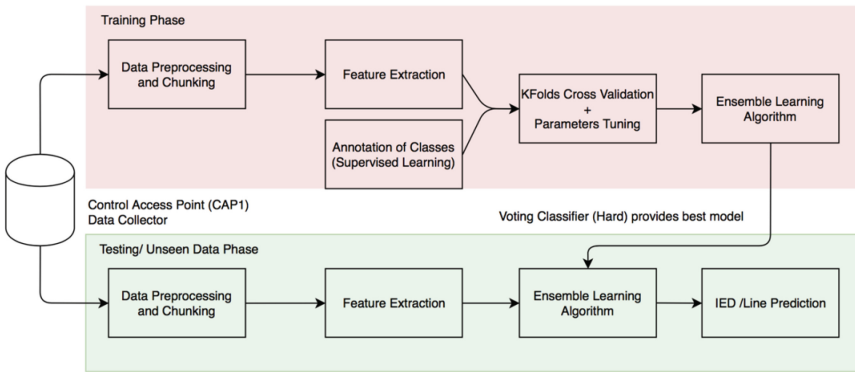 Training Phase
Data Preprocessing
and Chunking
Feature Extraction
Annotation of Classes
(Supervised Learning)
KFolds Cross Validation
+
Parameters Tuning
Ensemble Learning
Algorithm
Control Access Point (CAP1)
Data Collector
Voting Classifier (Hard) provides best model
Testing/ Unseen Data Phase
Data Preprocessing
and Chunking
Feature Extraction
Ensemble Learning
Algorithm
IED /Line Prediction